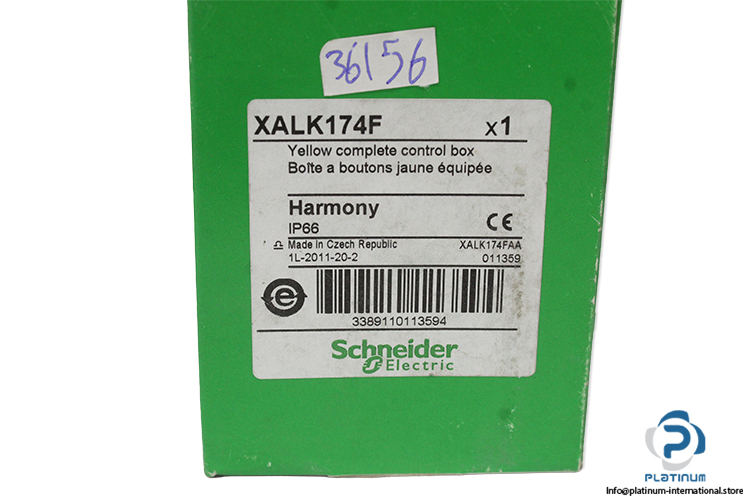 36156
XALK174F x1
Yellow complete control box
Boîte a boutons jaune équipée
Harmony
IP66
CE
Made in Czech Republic XALK174FAA
1L-2011-20-2 011359
e
3389110113594
Schneider
Electric
P
PLATINUM
Info@platinum-international.store